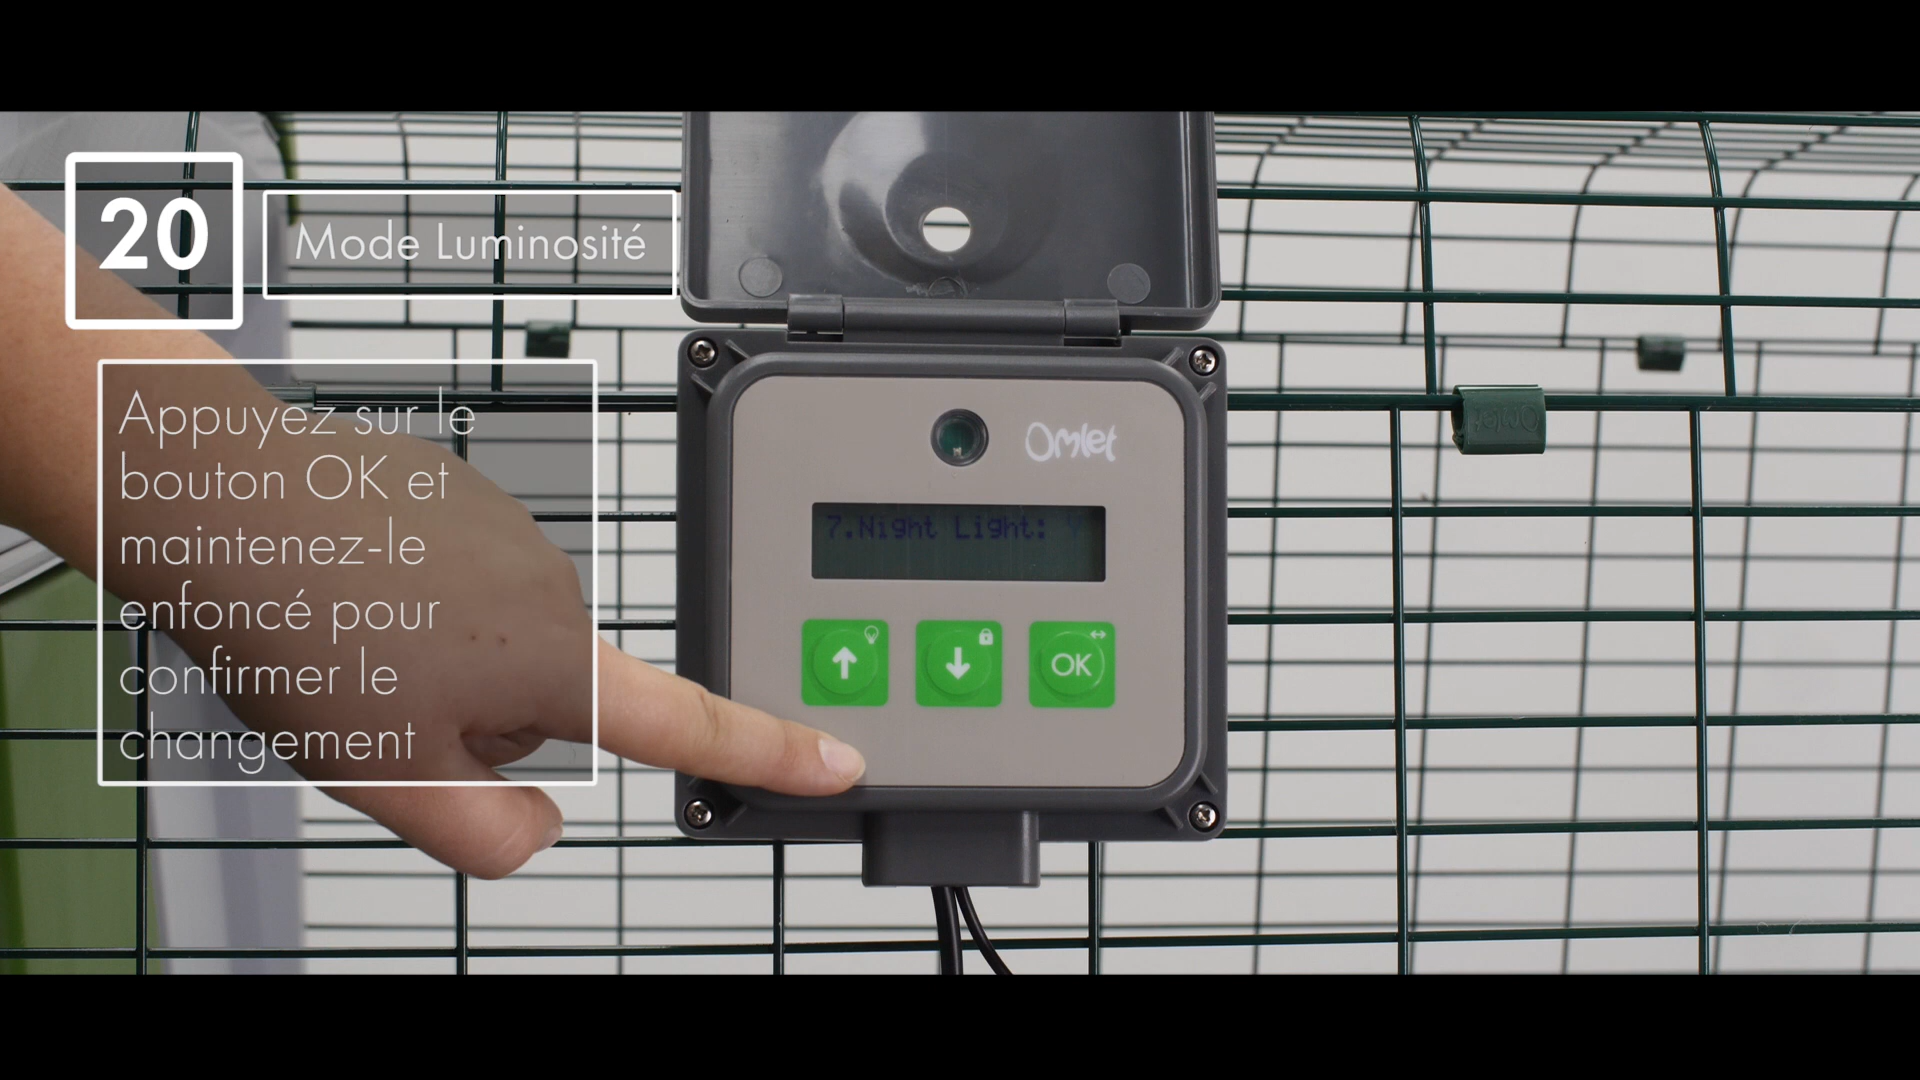 20
Mode Luminosité
Appuyez sur le
bouton OK et
maintenez-le
enfoncé pour
confirmer le
changement
Omlet
7.Night Light:
OK
Omlet